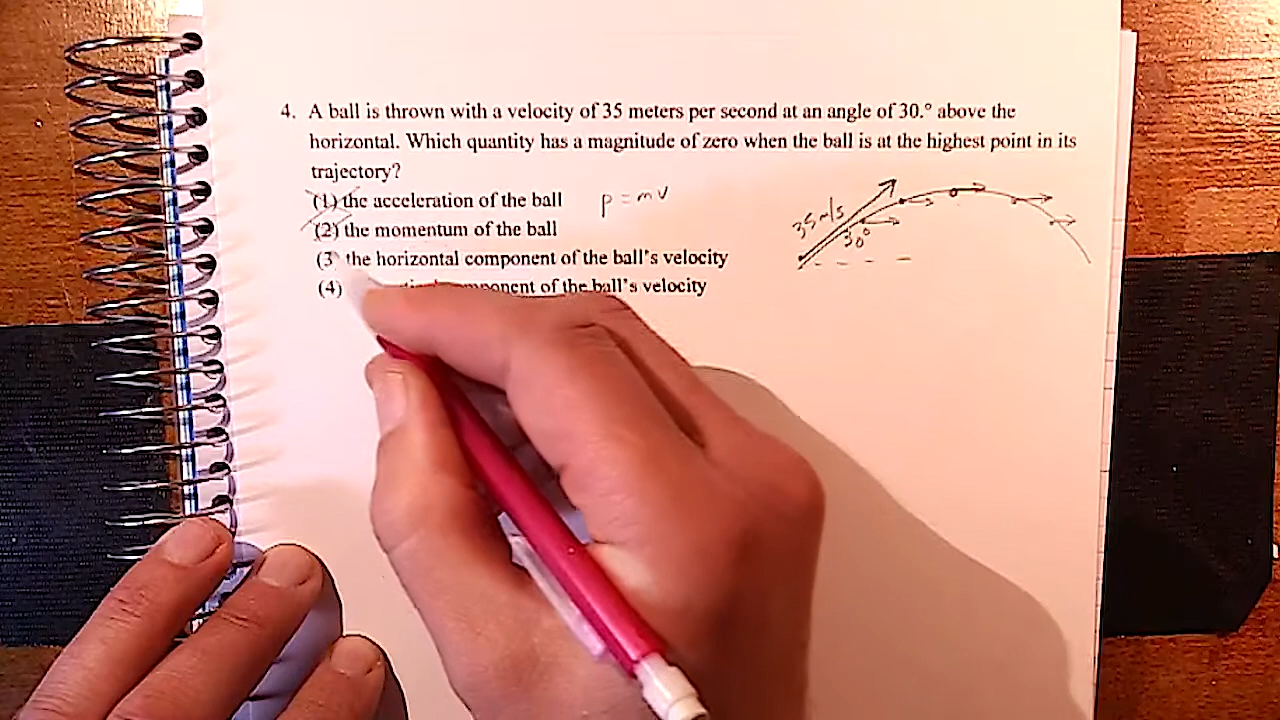 4. A ball is thrown with a velocity of 35 meters per second at an angle of 30.° above the
horizontal. Which quantity has a magnitude of zero when the ball is at the highest point in its
trajectory?
(1) the acceleration of the ball
p = mv
(2) the momentum of the ball
35 m/s
30°
(3) the horizontal component of the ball's velocity
(4) of the ball's velocity